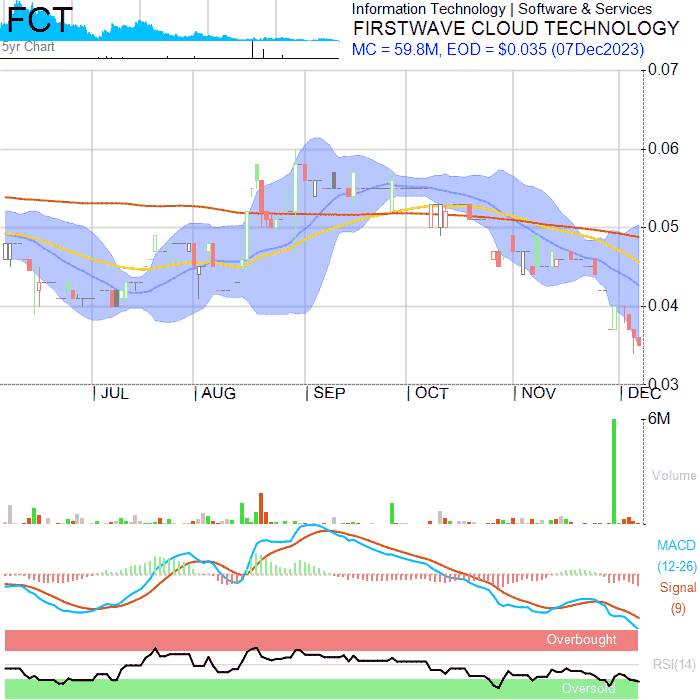 FCT
5yr Chart
Information Technology | Software & Services
FIRSTWAVE CLOUD TECHNOLOGY
MC = 59.8M, EOD = $0.035 (07Dec2023)
0.07
0.06
0.05
0.04
0.03
JUL AUG SEP OCT NOV DEC
6M
Volume
MACD
(12-26)
Signal
(9)
Overbought
RSI(14)
Oversold